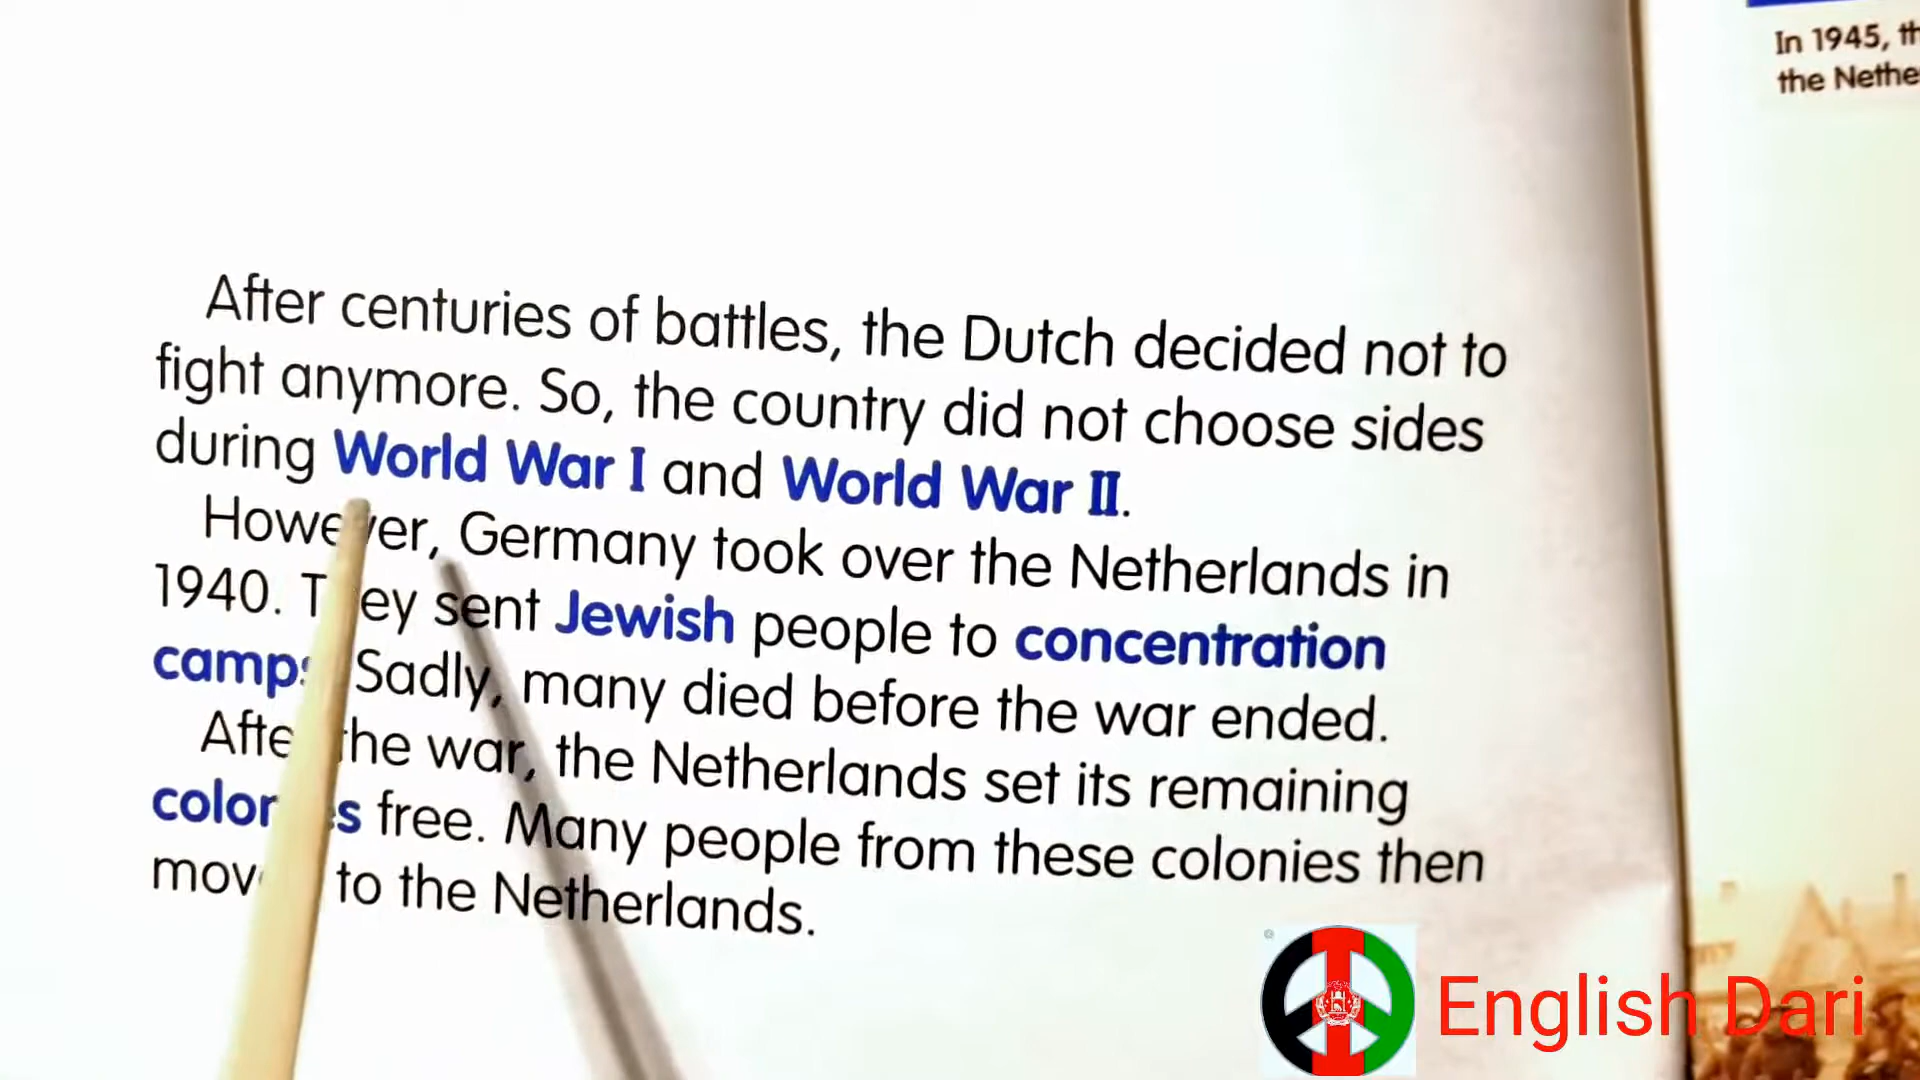 After centuries of battles, the Dutch decided not to
fight anymore. So, the country did not choose sides
during World War I and World War II.
However, Germany took over the Netherlands in
1940. They sent Jewish people to concentration
camps. Sadly, many died before the war ended.
After the war, the Netherlands set its remaining
colonies free. Many people from these colonies then
moved to the Netherlands.
In 1945, th
the Nethe
English Dari